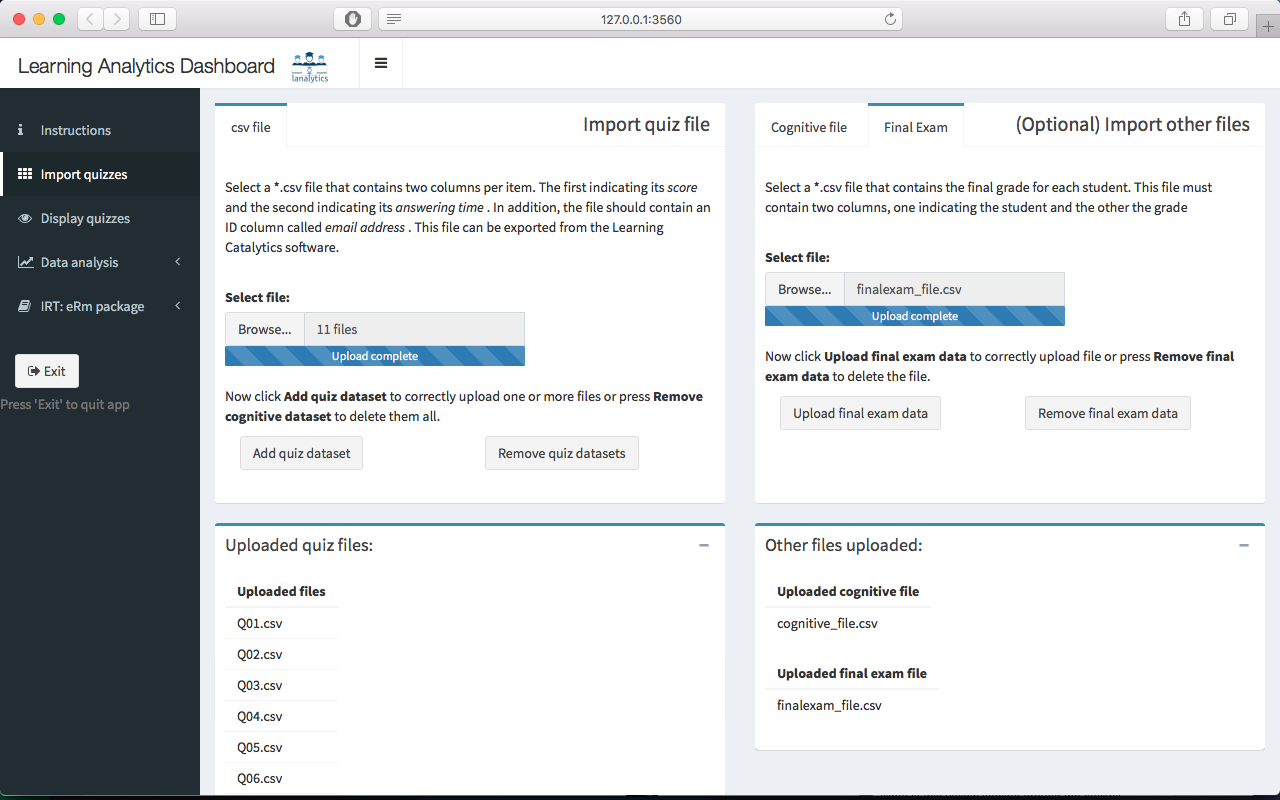 127.0.0.1:3560
Learning Analytics Dashboard
lanalytics
Instructions
Import quizzes
Display quizzes
Data analysis
IRT: eRm package
Exit
Press 'Exit' to quit app
csv file
Import quiz file
Select a *.csv file that contains two columns per item. The first indicating its score
and the second indicating its answering time . In addition, the file should contain an
ID column called email address . This file can be exported from the Learning
Catalytics software.
Select file:
Browse...
11 files
Upload complete
Now click Add quiz dataset to correctly upload one or more files or press Remove
cognitive dataset to delete them all.
Add quiz dataset
Remove quiz datasets
Cognitive file
Final Exam
(Optional) Import other files
Select a *.csv file that contains the final grade for each student. This file must
contain two columns, one indicating the student and the other the grade
Select file:
Browse...
finalexam_file.csv
Upload complete
Now click Upload final exam data to correctly upload file or press Remove final
exam data to delete the file.
Upload final exam data
Remove final exam data
Uploaded quiz files:
Uploaded files
Q01.csv
Q02.csv
Q03.csv
Q04.csv
Q05.csv
Q06.csv
Other files uploaded:
Uploaded cognitive file
cognitive_file.csv
Uploaded final exam file
finalexam_file.csv